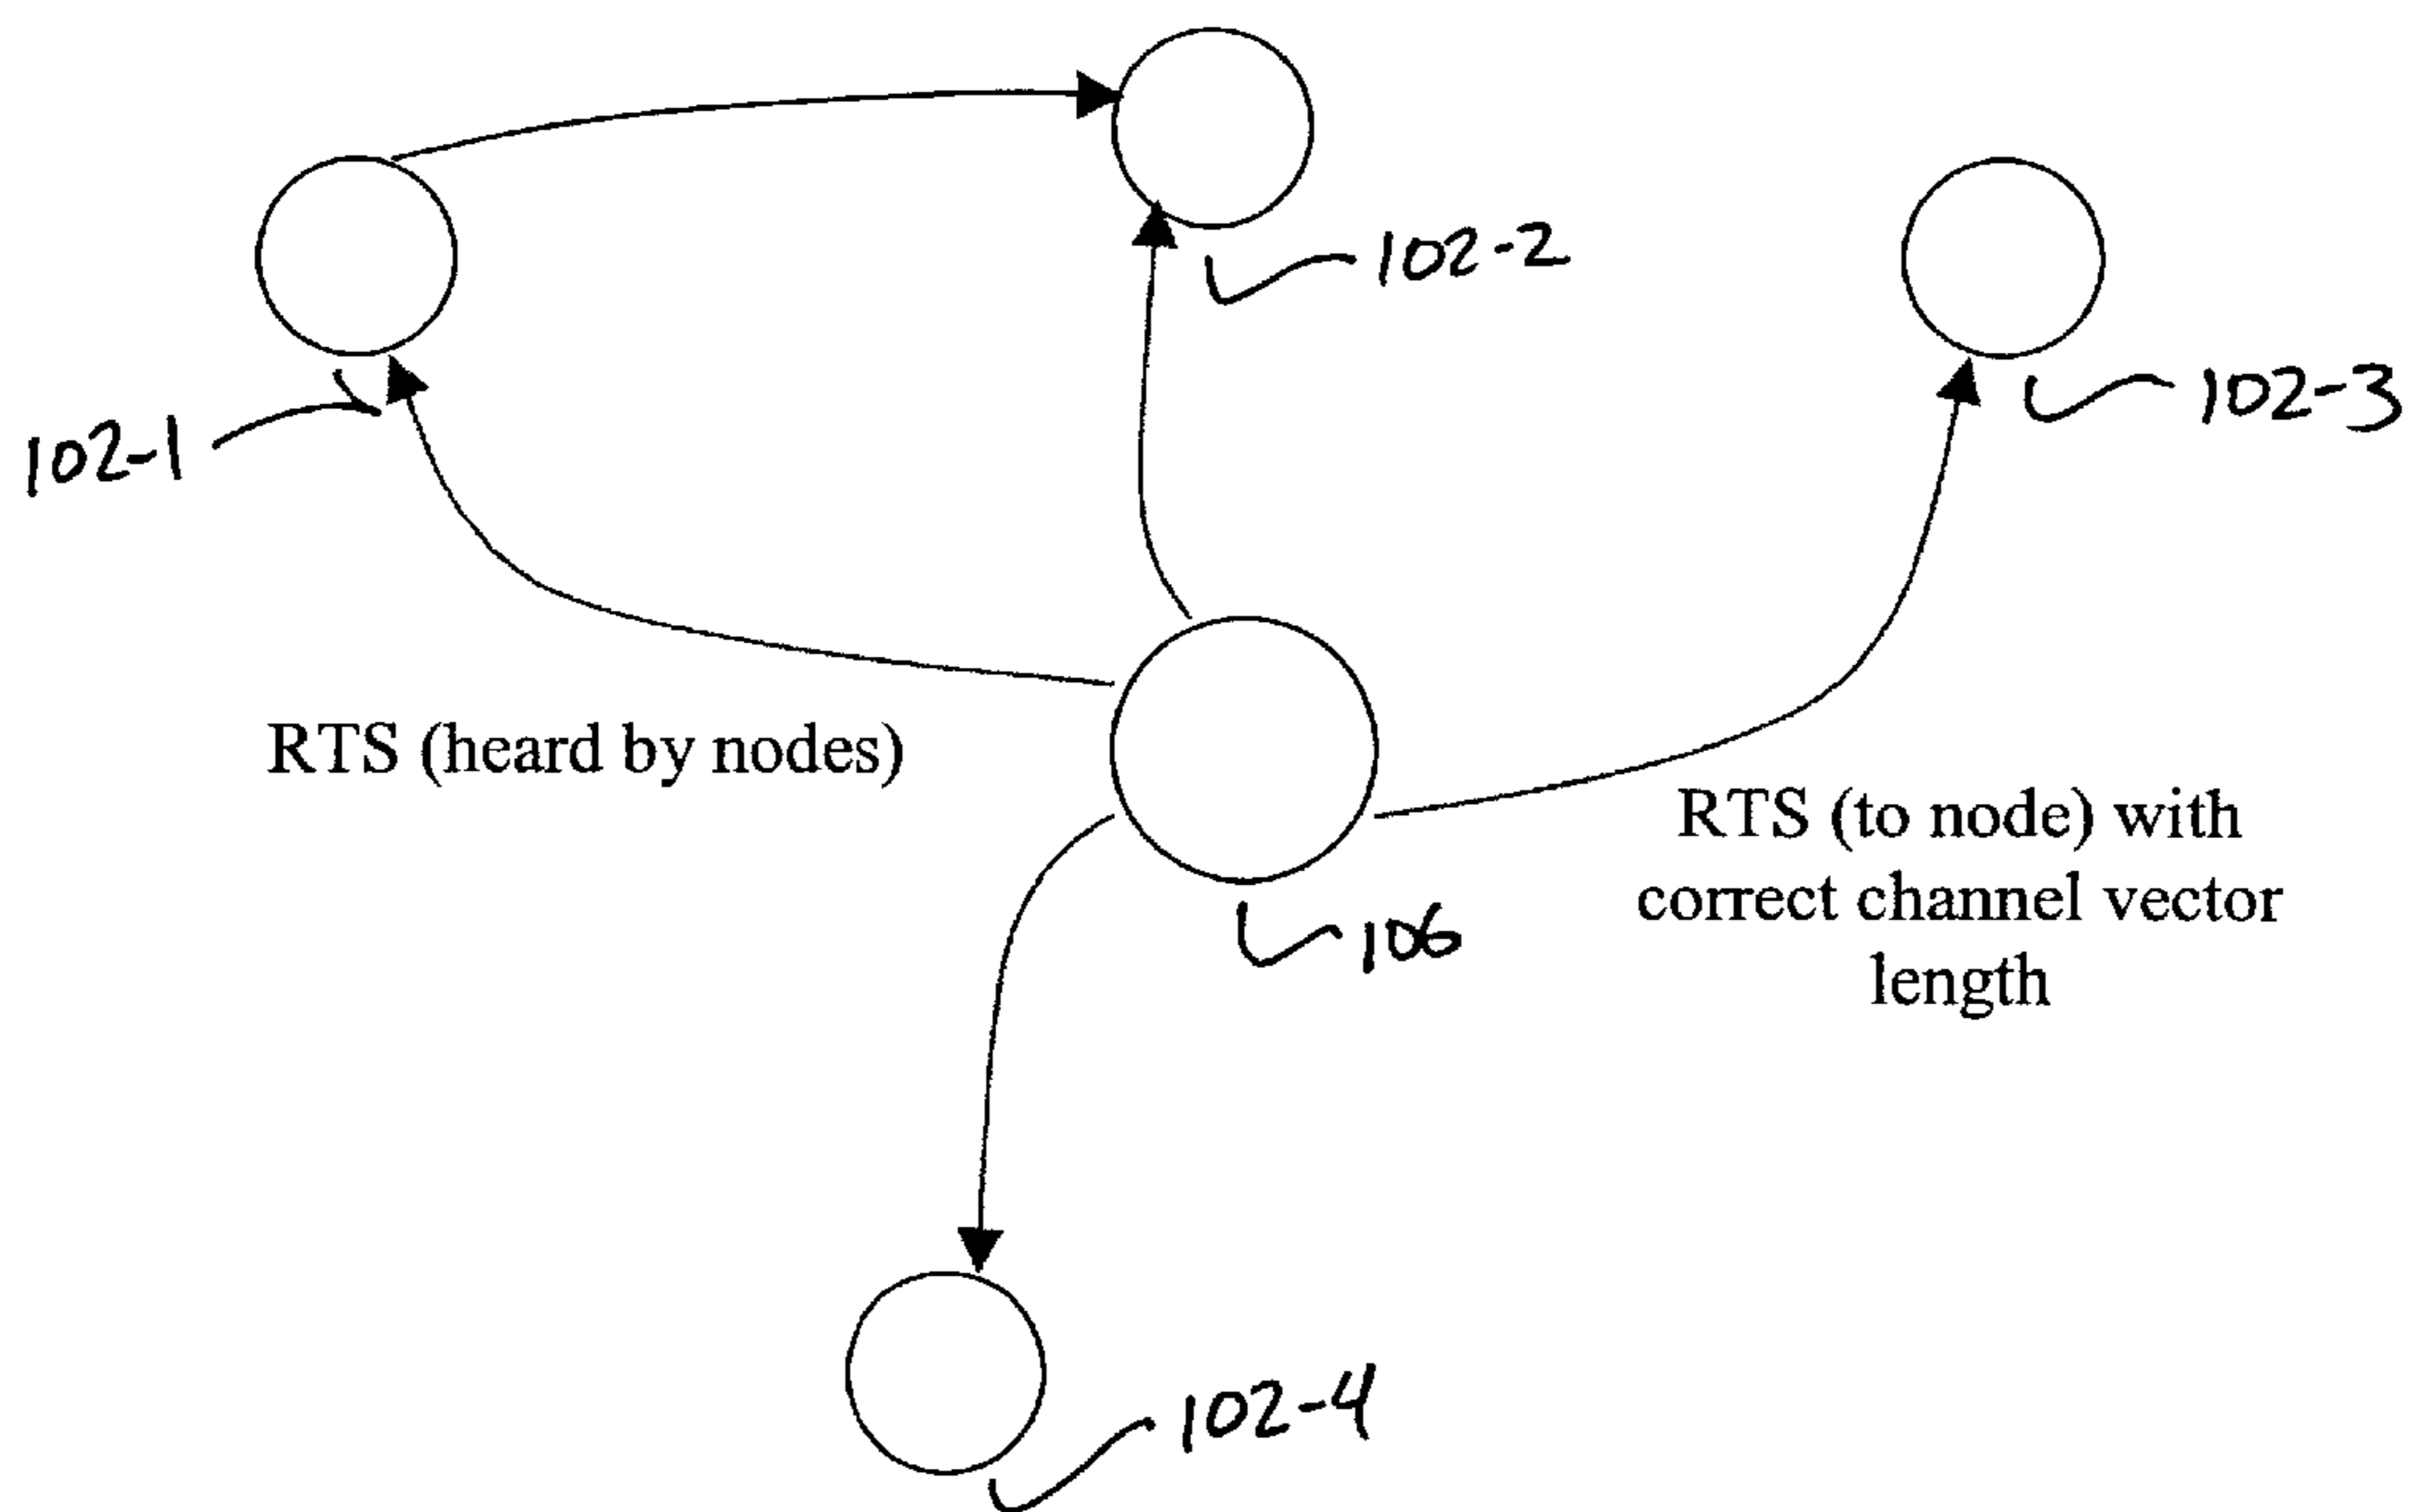 102-2
102-3
102-1
RTS (heard by nodes)
RTS (to node) with
correct channel vector
length
106
102-4